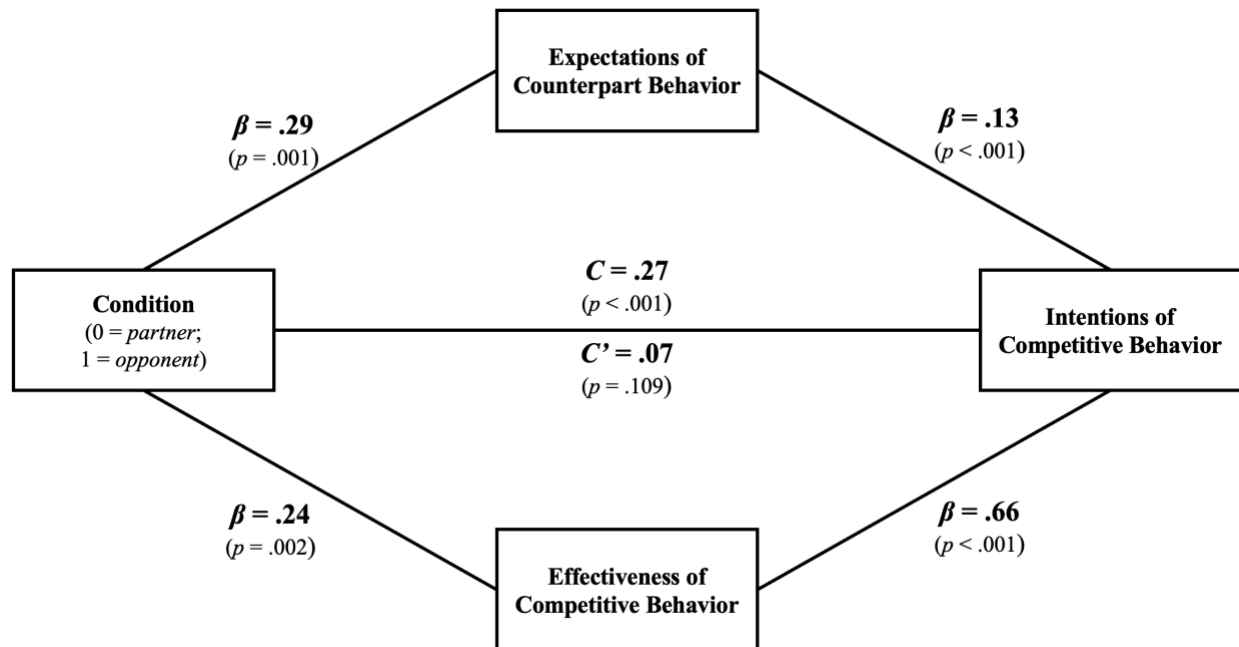 Expectations of
Counterpart Behavior
β = .29
(p = .001)
β = .13
(p < .001)
C = .27
(p < .001)
Condition
(0 = partner;
1 = opponent)
Intentions of
Competitive Behavior
C’ = .07
(p = .109)
β = .24
(p = .002)
β = .66
(p < .001)
Effectiveness of
Competitive Behavior